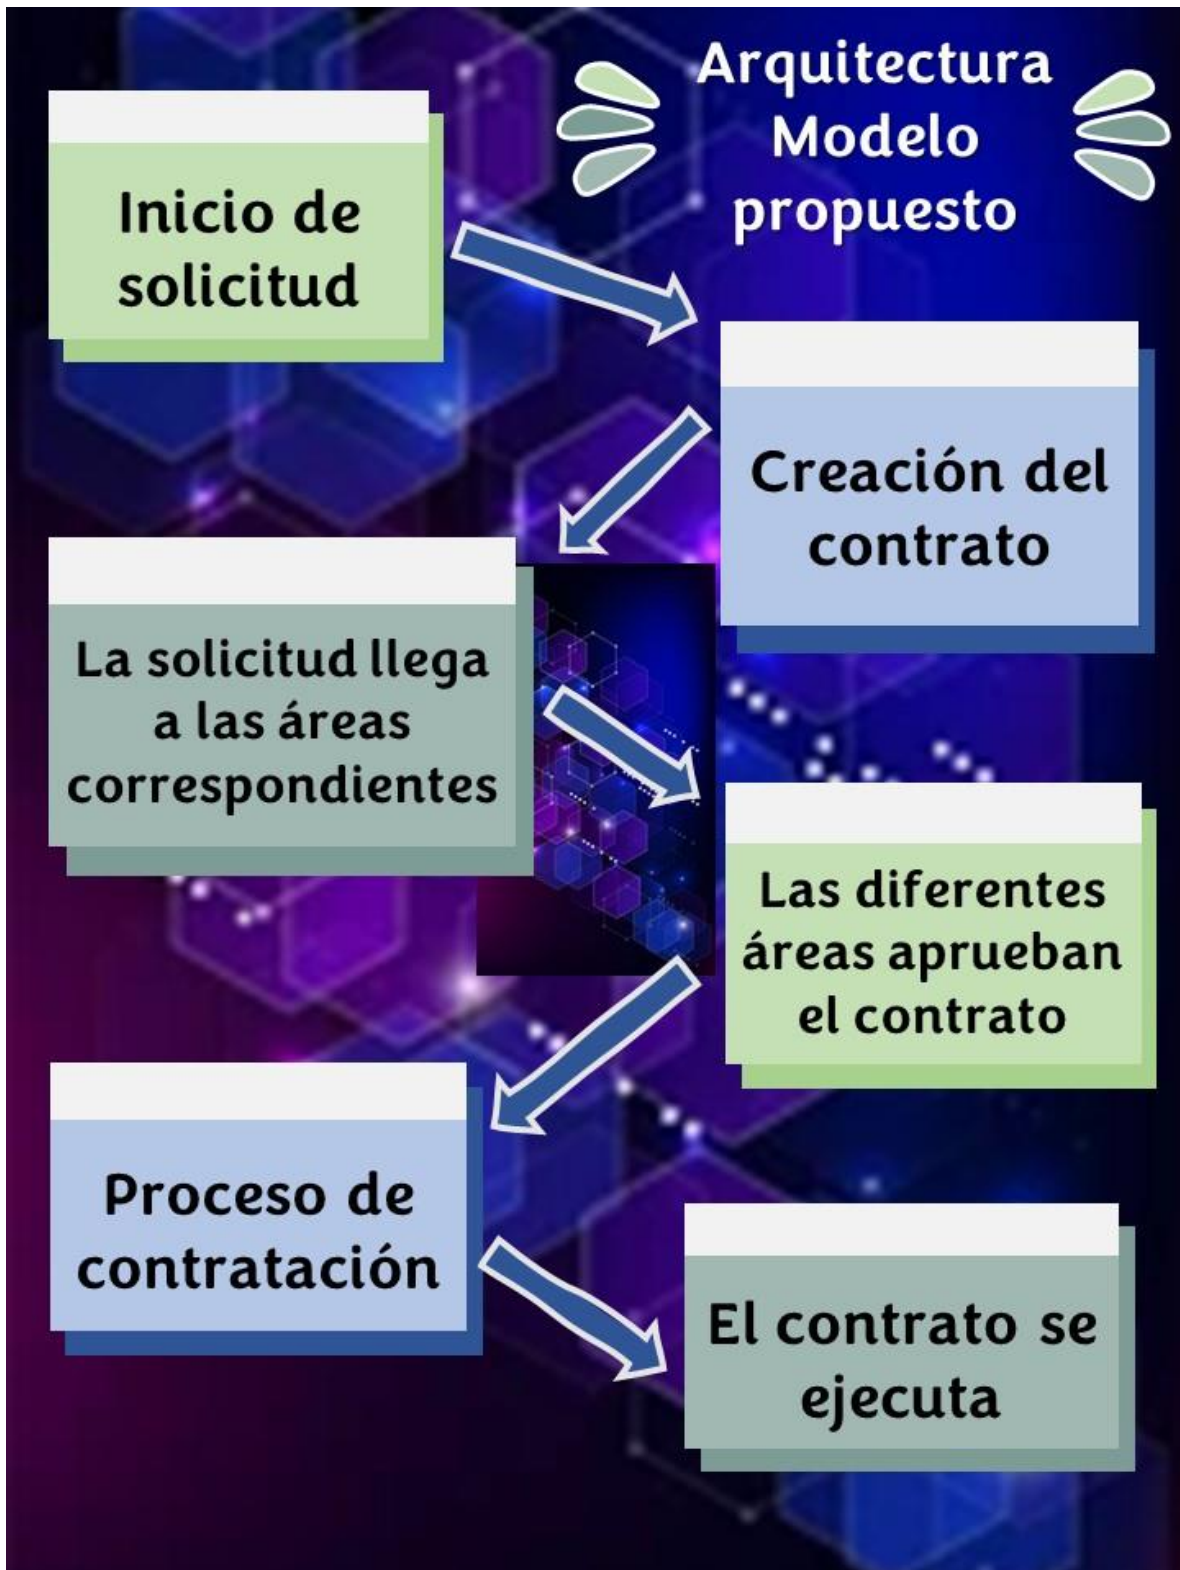 Arquitectura
Modelo
propuesto
Inicio de
solicitud
Creación del
contrato
La solicitud llega
a las áreas
correspondientes
Las diferentes
áreas aprueban
el contrato
Proceso de
contratación
El contrato se
ejecuta